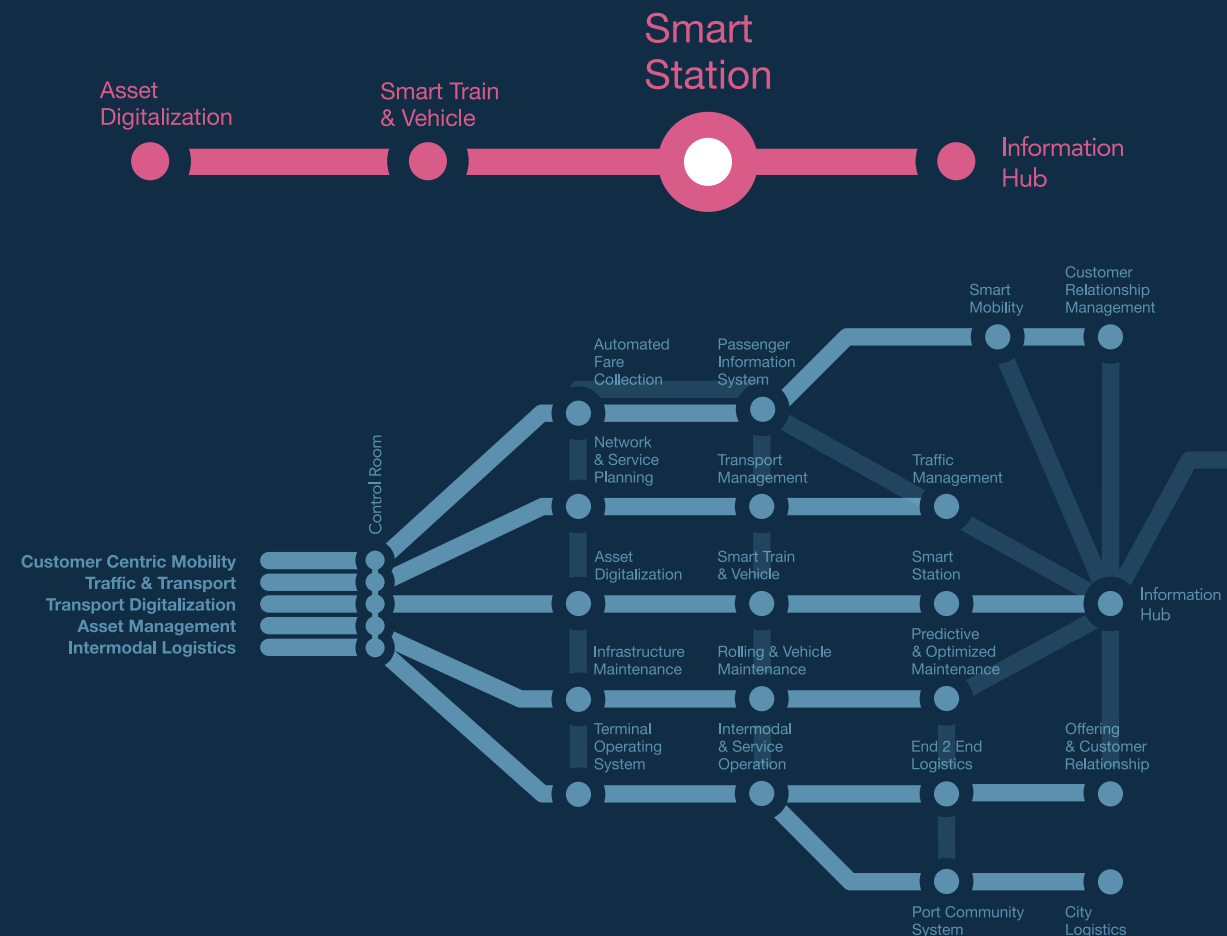 Smart
Station
Asset
Digitalization
Smart Train
& Vehicle
Information
Hub
Customer
Relationship
Management
Smart
Mobility
Automated
Fare
Collection
Passenger
Information
System
Control Room
Network
& Service
Planning
Transport
Management
Traffic
Management
Customer Centric Mobility
Traffic & Transport
Transport Digitalization
Asset Management
Intermodal Logistics
Asset
Digitalization
Smart Train
& Vehicle
Smart
Station
Information
Hub
Infrastructure
Maintenance
Rolling & Vehicle
Maintenance
Predictive
& Optimized
Maintenance
Terminal
Operating
System
Intermodal
& Service
Operation
End 2 End
Logistics
Offering
& Customer
Relationship
Port Community
System
City
Logistics